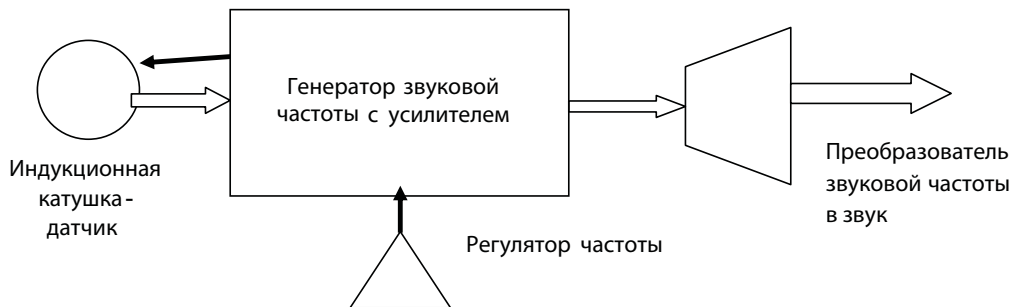 Генератор звуковой
частоты с усилителем
Индукционная
катушка-
датчик
Преобразователь
звуковой частоты
в звук
Регулятор частоты